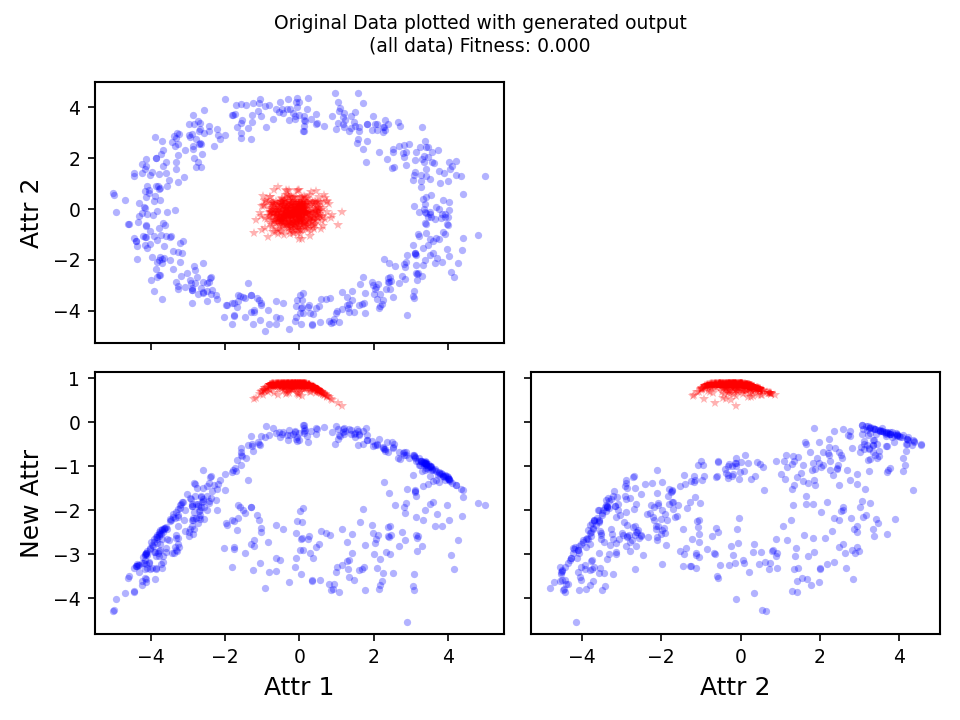 Original Data plotted with generated output
(all data) Fitness: 0.000
4
2
0
−2
−4
Attr 2
1
0
−1
−2
−3
−4
New Attr
−4 −2 0 2 4
Attr 1
−4 −2 0 2 4
Attr 2